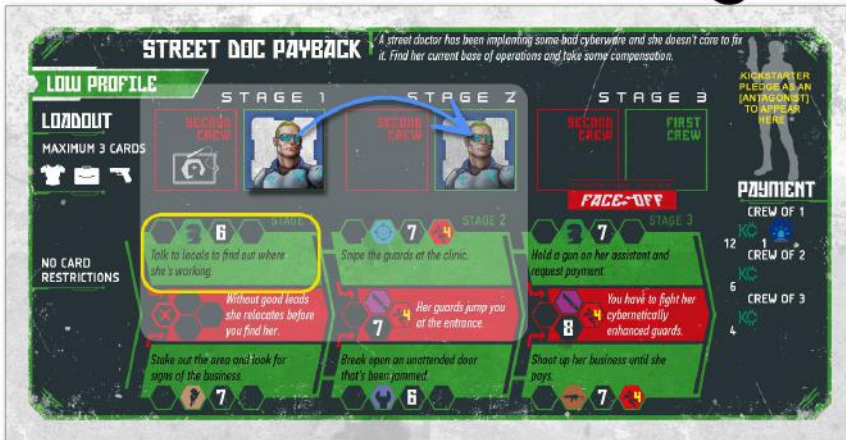 STREET DOC PAYBACK
A street doctor has been implanting some bad cyberware and she doesn't care to fix
it. Find her current base of operations and take some compensation.
LOW PROFILE
KICKSTARTER
PLEDGE AS AN
[ANTAGONIST]
TO APPEAR
HERE
LOADOUT
MAXIMUM 3 CARDS
NO CARD
RESTRICTIONS
STAGE 1
STAGE 2
STAGE 3
SECOND
CREW
SECOND
CREW
SECOND
CREW
FIRST
CREW
FACE-OFF
STAGE
6
Talk to locals to find out where
she's working.
STAGE 2
7
4
Snipe the guards at the clinic.
STAGE 3
7
Hold a gun on her assistant and
request payment.
Without good leads
she relocates before
you find her.
7
4
Her guards jump you
at the entrance.
8
4
You have to fight her
cybernetically
enhanced guards.
Stake out the area and look for
signs of the business.
7
Break open an unattended door
that's been jammed.
6
Shoot up her business until she
pays.
7
4
PAYMENT
CREW OF 1
12
1
CREW OF 2
6
CREW OF 3
4